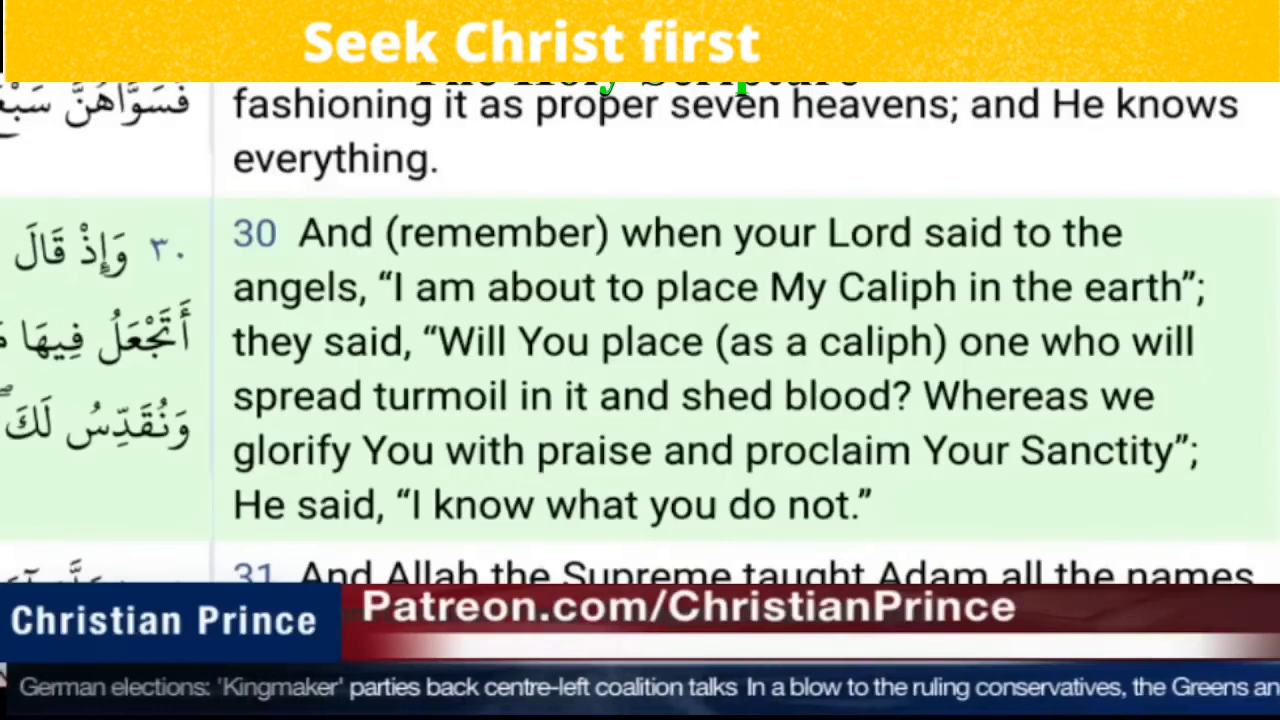 Seek Christ first
The Holy Scripture
فَسَوَّاهُنَّ سَبْعَ
fashioning it as proper seven heavens; and He knows
everything.
٣٠ وَإِذْ قَالَ
أَتَجْعَلُ فِيهَا
وَنُقَدِّسُ لَكَ
30 And (remember) when your Lord said to the
angels, “I am about to place My Caliph in the earth”;
they said, “Will You place (as a caliph) one who will
spread turmoil in it and shed blood? Whereas we
glorify You with praise and proclaim Your Sanctity”;
He said, “I know what you do not.”
31 And Allah the Supreme taught Adam all the names
Christian Prince
Patreon.com/ChristianPrince
German elections: 'Kingmaker' parties back centre-left coalition talks In a blow to the ruling conservatives, the Greens an